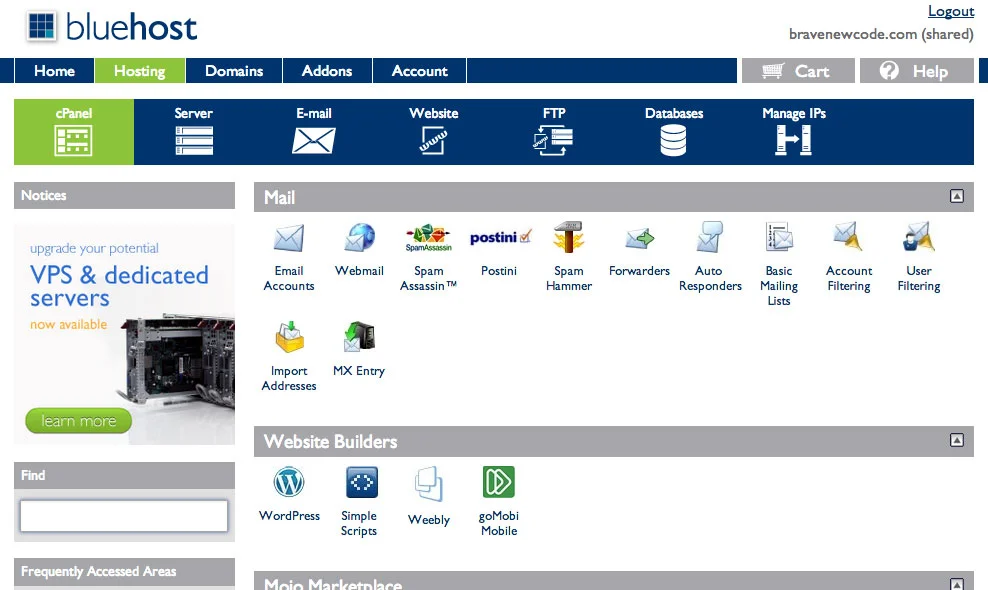 bluehost
Logout
bravenewcode.com (shared)
Home
Hosting
Domains
Addons
Account
Cart
Help
cPanel
Server
E-mail
Website
FTP
Databases
Manage IPs
Notices
upgrade your potential
VPS & dedicated
servers
now available
learn more
Find
Frequently Accessed Areas
Mail
Email
Accounts
Webmail
SpamAssassin
Spam
Assassin™
postini
Postini
Spam
Hammer
Forwarders
Auto
Responders
Basic
Mailing
Lists
Account
Filtering
User
Filtering
Import
Addresses
MX Entry
Website Builders
WordPress
Simple
Scripts
Weebly
goMobi
Mobile
Mojo Marketplace